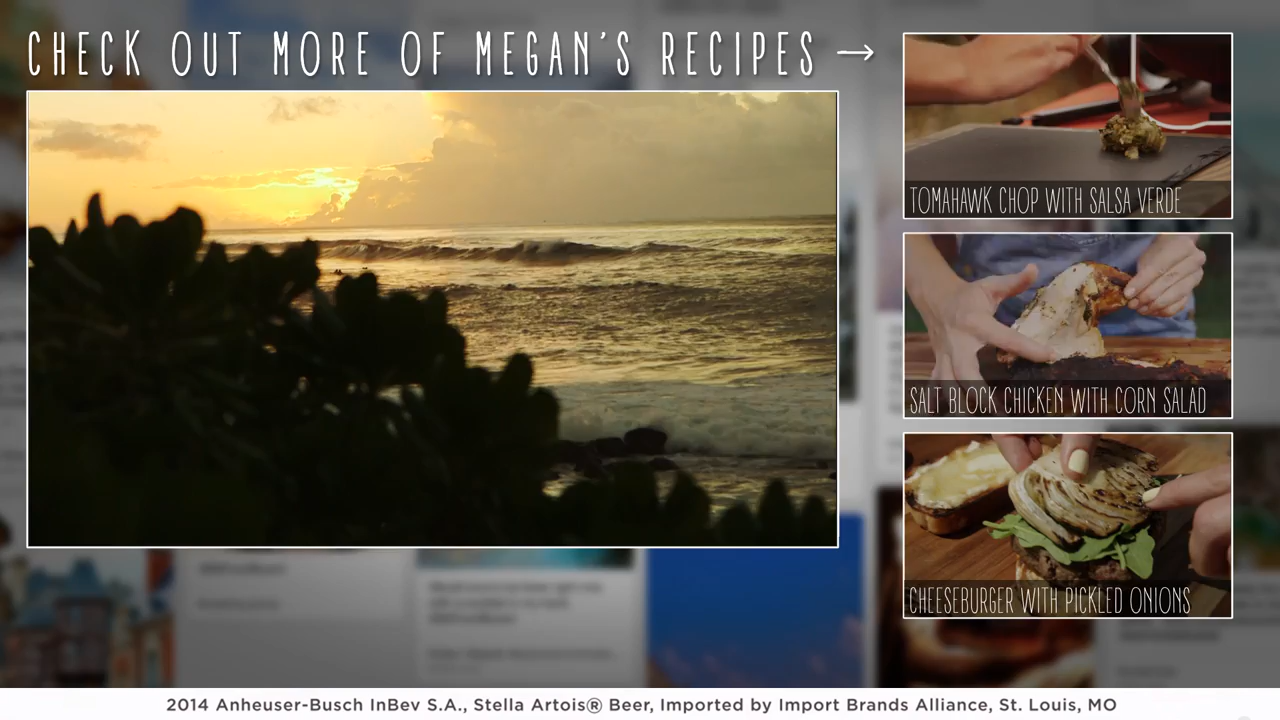 CHECK OUT MORE OF MEGAN'S RECIPES →
TOMAHAWK CHOP WITH SALSA VERDE
SALT BLOCK CHICKEN WITH CORN SALAD
CHEESEBURGER WITH PICKLED ONIONS
2014 Anheuser-Busch InBev S.A., Stella Artois® Beer, Imported by Import Brands Alliance, St. Louis, MO